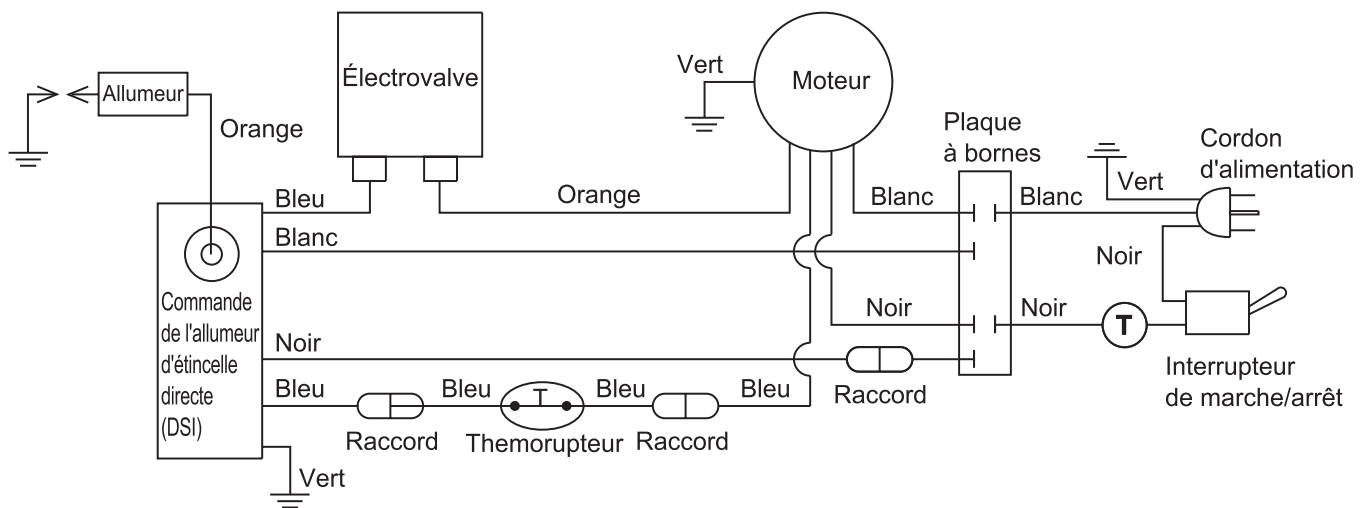 Allumeur
Électrovalve
Vert
Moteur
Plaque
à bornes
Cordon
d'alimentation
Orange
Vert
Bleu
Orange
Blanc
Blanc
Blanc
Noir
Commande
de l'allumeur
d'étincelle
directe
(DSI)
Noir
Noir
T
Noir
Interrupteur
de marche/arrêt
Raccord
Bleu
Bleu
T
Bleu
Bleu
Raccord
Themorupteur
Raccord
Vert